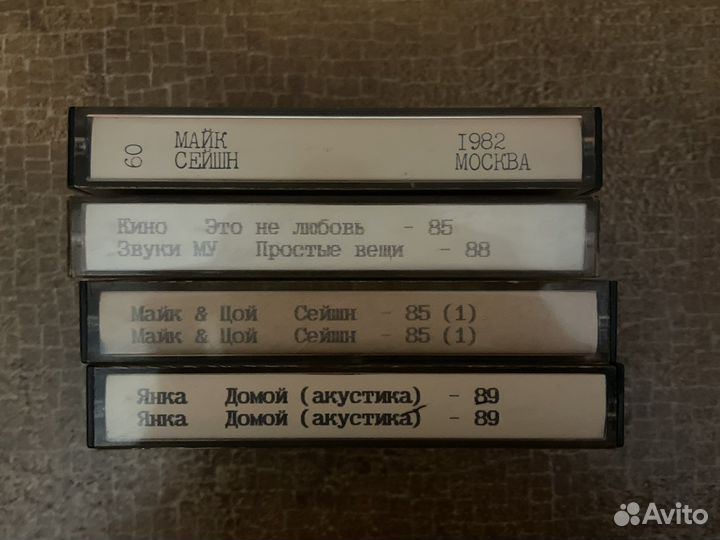 60
МАЙК
СЕЙШН
I982
МОСКВА
Кино Это не любовь - 85
Звуки МУ Простые вещи - 88
Майк & Цой Сейшн - 85 (1)
Майк & Цой Сейшн - 85 (1)
Янка Домой (акустика) - 89
Янка Домой (акустика) - 89
Avito